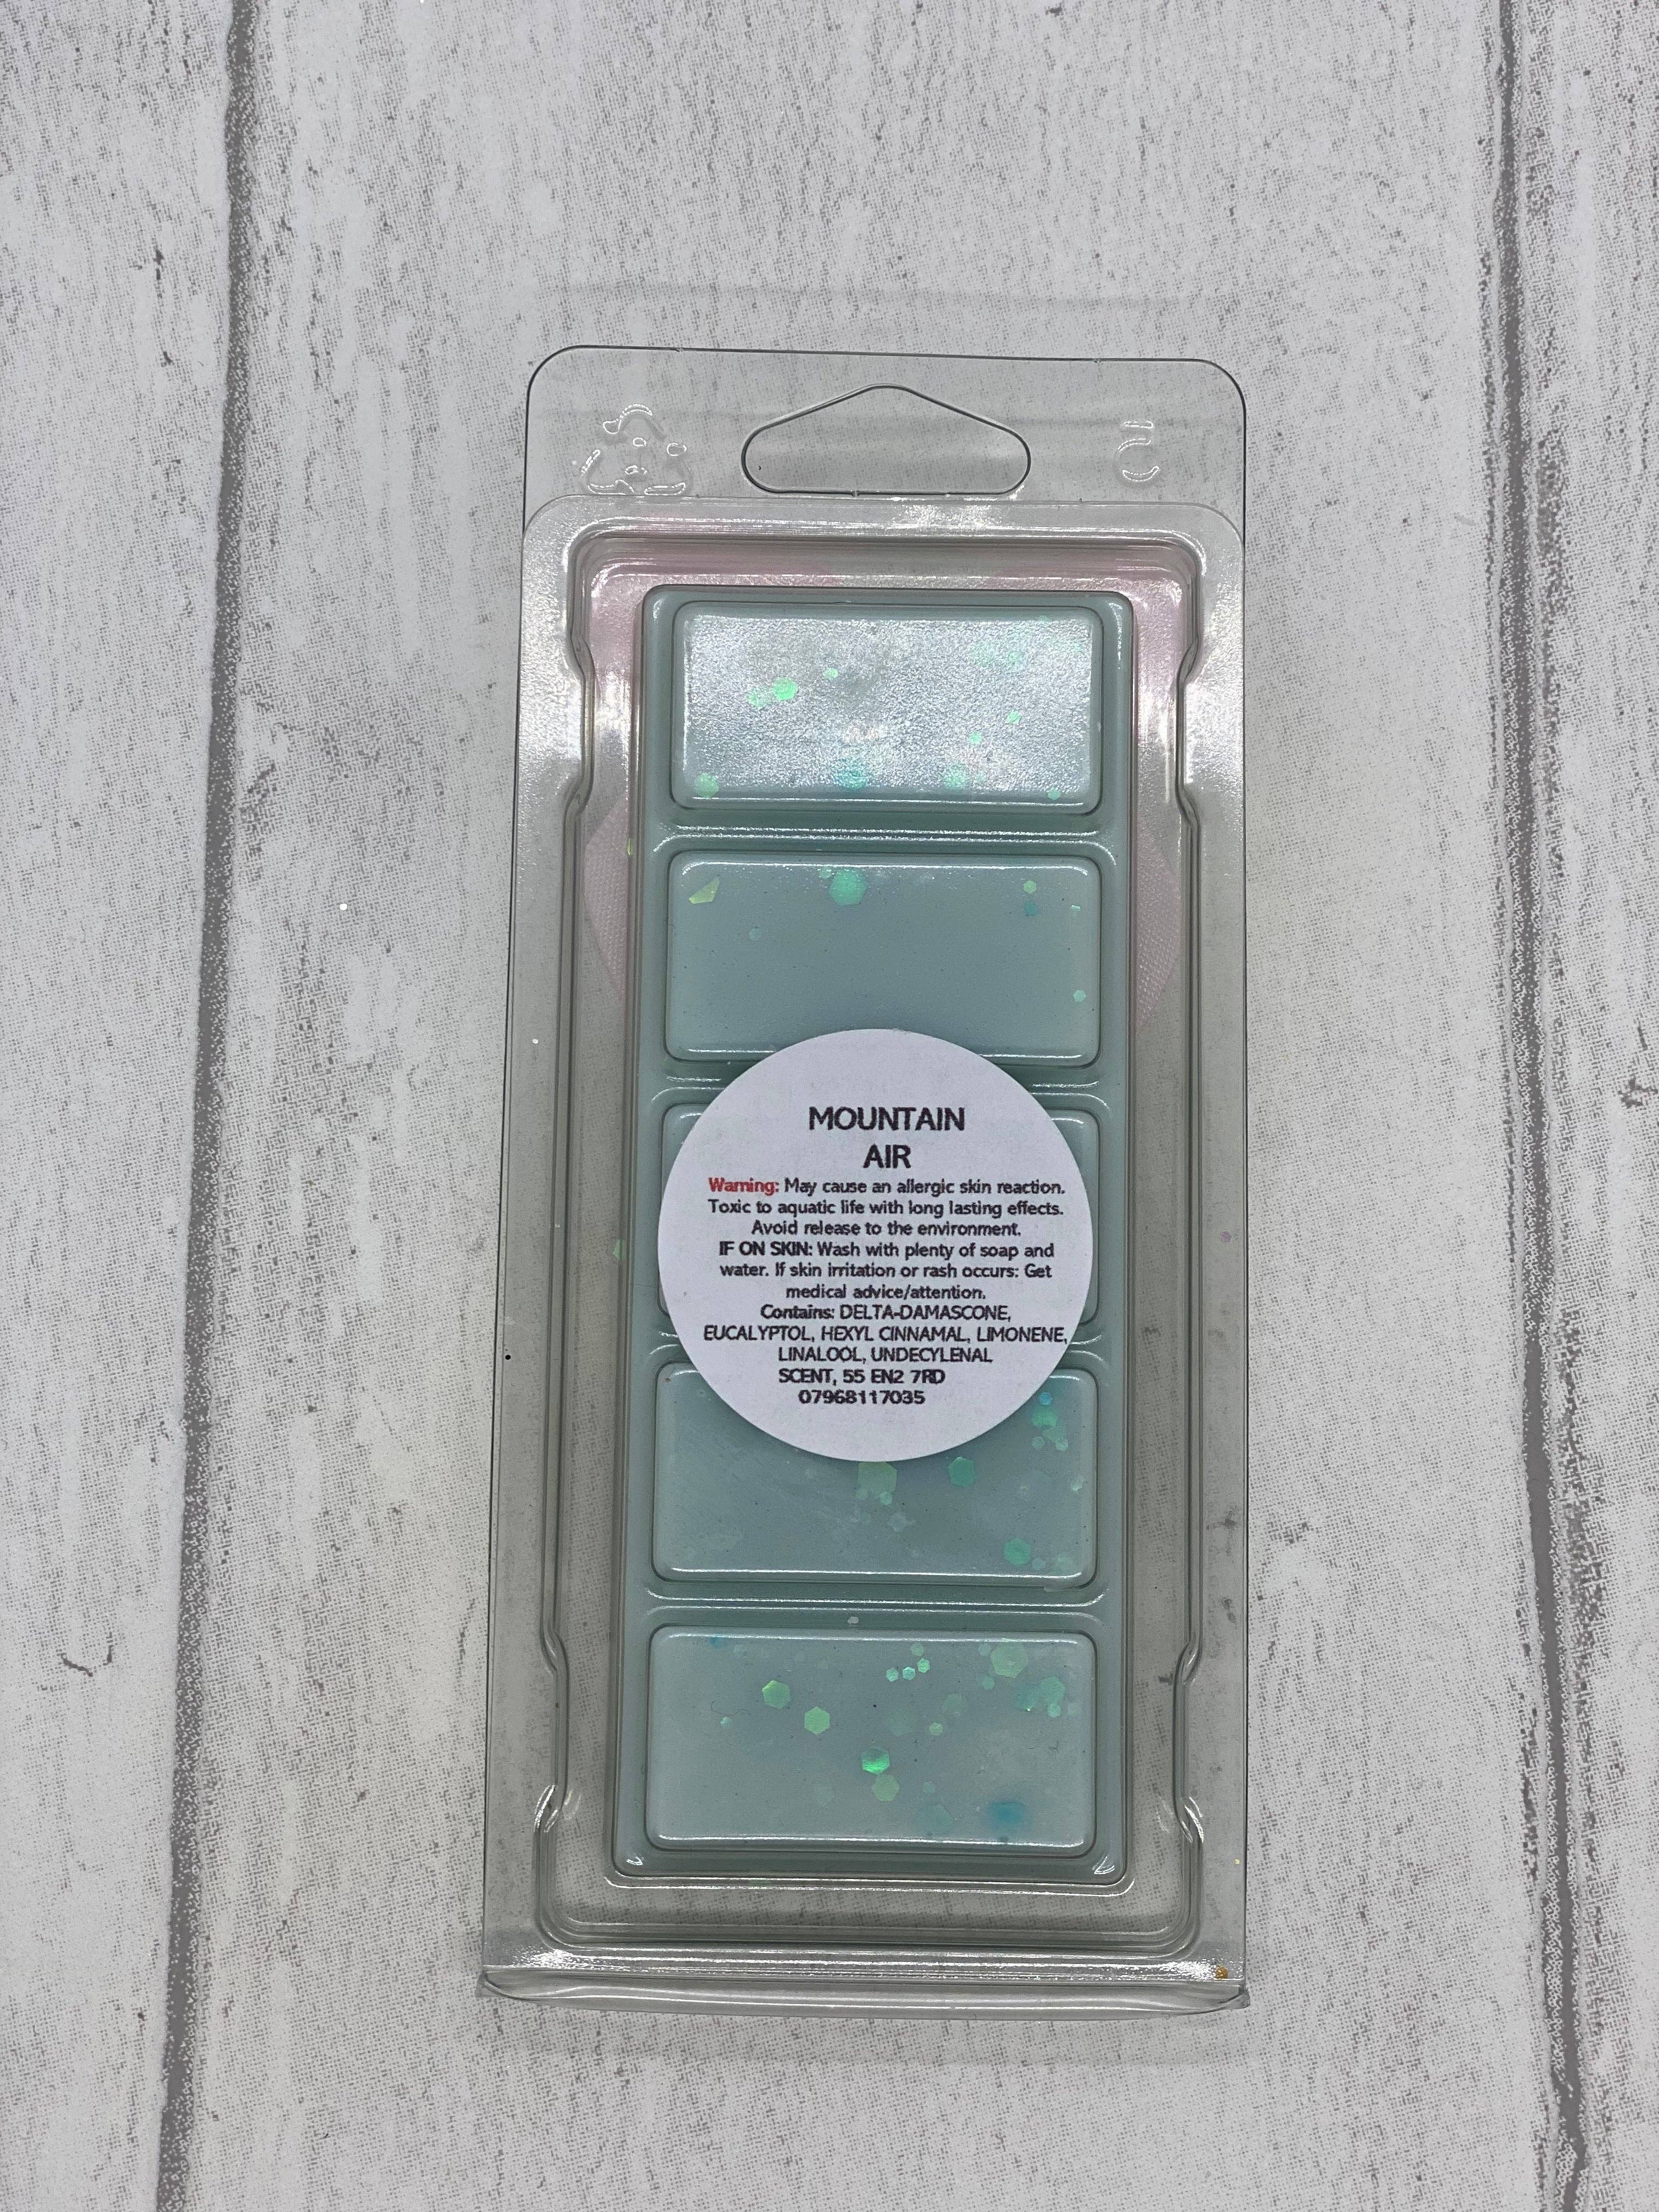 5
MOUNTAIN
AIR
Warning: May cause an allergic skin reaction.
Toxic to aquatic life with long lasting effects.
Avoid release to the environment.
IF ON SKIN: Wash with plenty of soap and
water. If skin irritation or rash occurs: Get
medical advice/attention.
Contains: DELTA-DAMASCONE,
EUCALYPTOL, HEXYL CINNAMAL, LIMONENE,
LINALOOL, UNDECYLENAL
SCENT, 55 EN2 7RD
07968117035